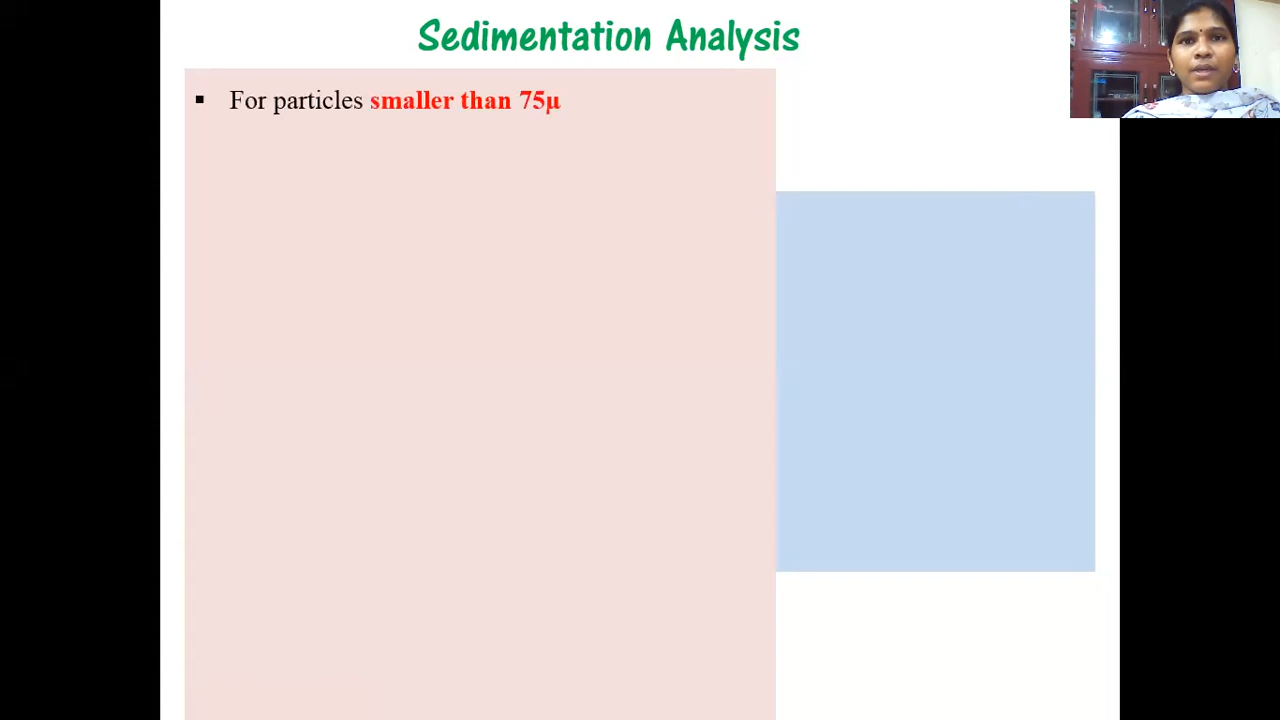 Sedimentation Analysis
▪ For particles smaller than 75μ